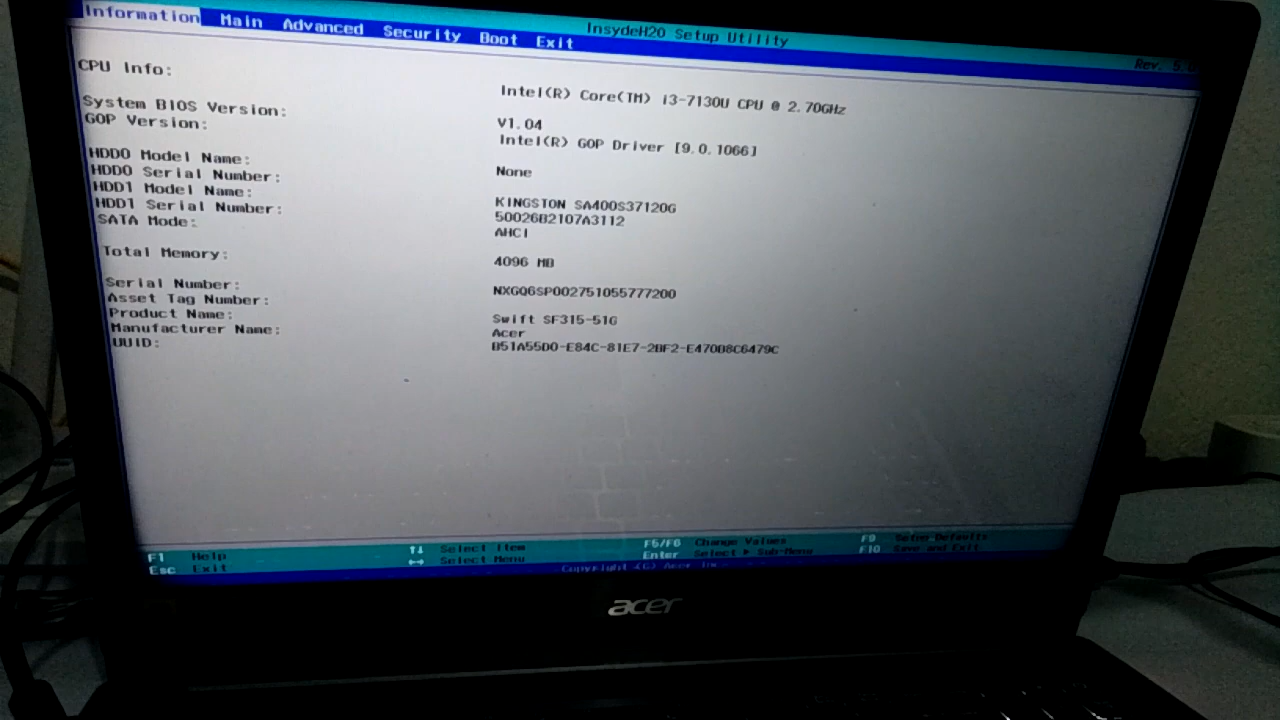 InsydeH20 Setup Utility
Rev. 5.
Information Main Advanced Security Boot Exit
CPU Info: Intel(R) Core(TM) i3-7130U CPU @ 2.70GHz
System BIOS Version: V1.04
GOP Version: Intel(R) GOP Driver [9.0.1066]
HDD0 Model Name: None
HDD0 Serial Number:
HDD1 Model Name: KINGSTON SA400S37120G
HDD1 Serial Number: 50026B2107A3112
SATA Mode: AHCI
Total Memory: 4096 MB
Serial Number: NXGQ6SP002751055777200
Asset Tag Number:
Product Name: Swift SF315-51G
Manufacturer Name: Acer
UUID: B51A55D0-E84C-81E7-2BF2-E470B8C6479C
F1 Help ↑↓ Select Item F5/F6 Change Values F9 Setup Defaults
Esc Exit ↔ Select Menu Enter Select ▶ Sub-Menu F10 Save and Exit
Copyright (C) Acer
acer